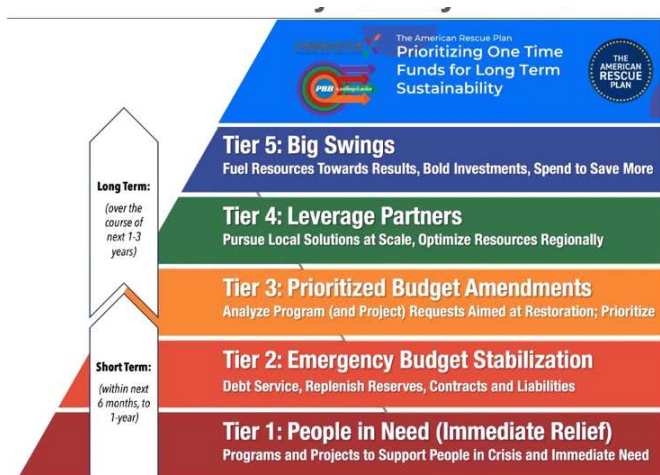 The American Rescue Plan
Prioritizing One Time
Funds for Long Term
Sustainability
PBB
THE
AMERICAN
RESCUE
PLAN
Tier 5: Big Swings
Fuel Resources Towards Results, Bold Investments, Spend to Save More
Long Term:
(over the
course of
next 1-3
years)
Tier 4: Leverage Partners
Pursue Local Solutions at Scale, Optimize Resources Regionally
Tier 3: Prioritized Budget Amendments
Analyze Program (and Project) Requests Aimed at Restoration; Prioritize
Short Term:
(within next
6 months, to
1-year)
Tier 2: Emergency Budget Stabilization
Debt Service, Replenish Reserves, Contracts and Liabilities
Tier 1: People in Need (Immediate Relief)
Programs and Projects to Support People in Crisis and Immediate Need